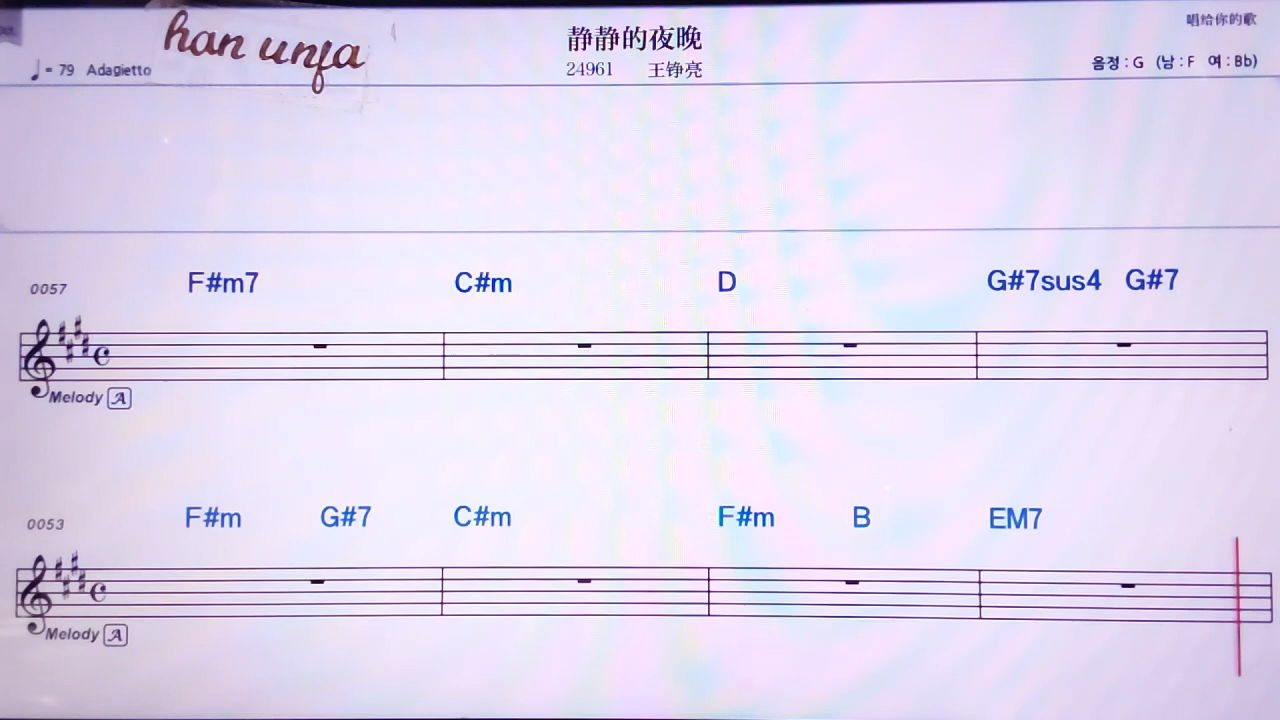 han unfa
静静的夜晚
唱给你的歌
♩= 79 Adagietto
24961 王铮亮
음정 : G (남 : F 여 : Bb)
0057 F#m7 C#m D G#7sus4 G#7
Melody A
0053 F#m G#7 C#m F#m B EM7
Melody A